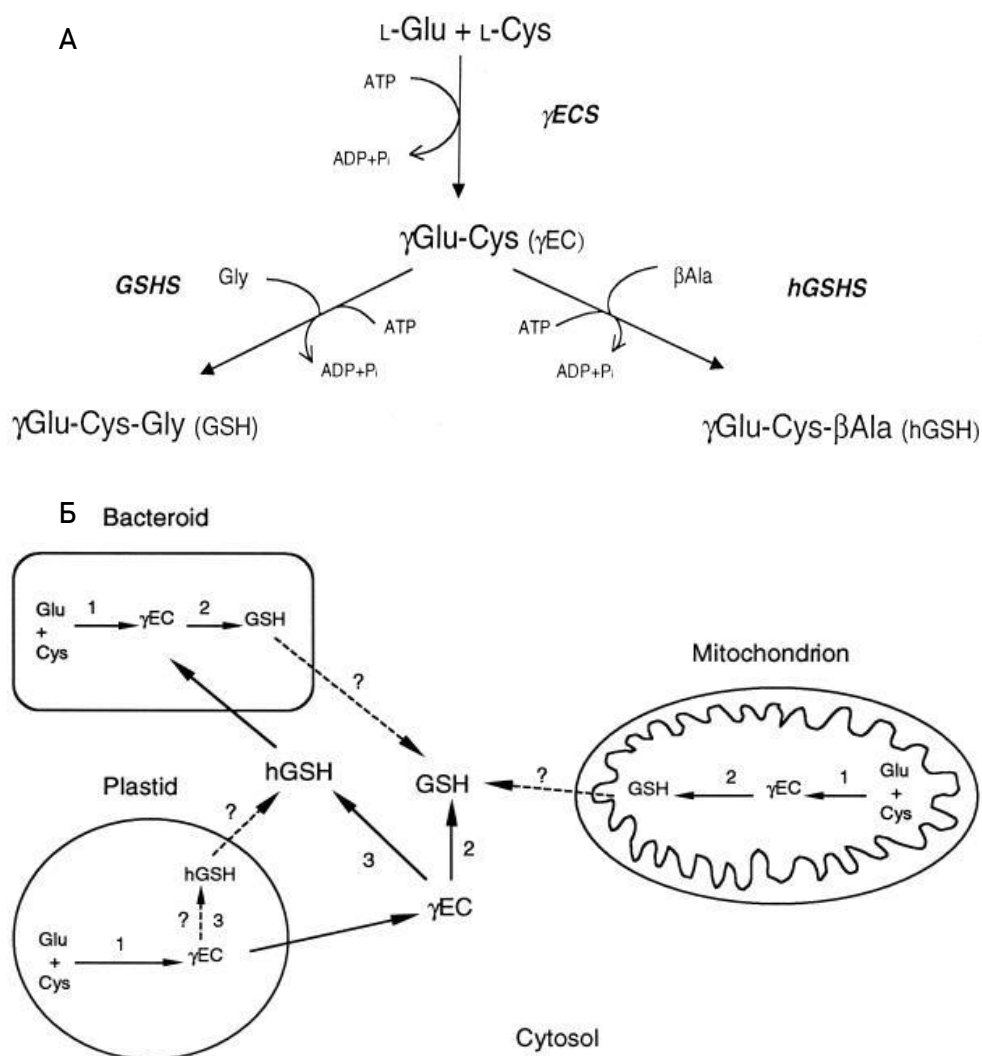 А
L-Glu + L-Cys
ATP
γECS
ADP+Pi
γGlu-Cys (γEC)
GSHS
Gly
βAla
hGSHS
ATP
ATP
ADP+Pi
ADP+Pi
γGlu-Cys-Gly (GSH)
γGlu-Cys-βAla (hGSH)
Б
Bacteroid
Glu
+
Cys
1
γEC
2
GSH
?
Mitochondrion
hGSH
GSH
?
GSH
2
γEC
1
Glu
+
Cys
Plastid
?
hGSH
3
2
? 3
γEC
Glu
+
Cys
1
γEC
Cytosol